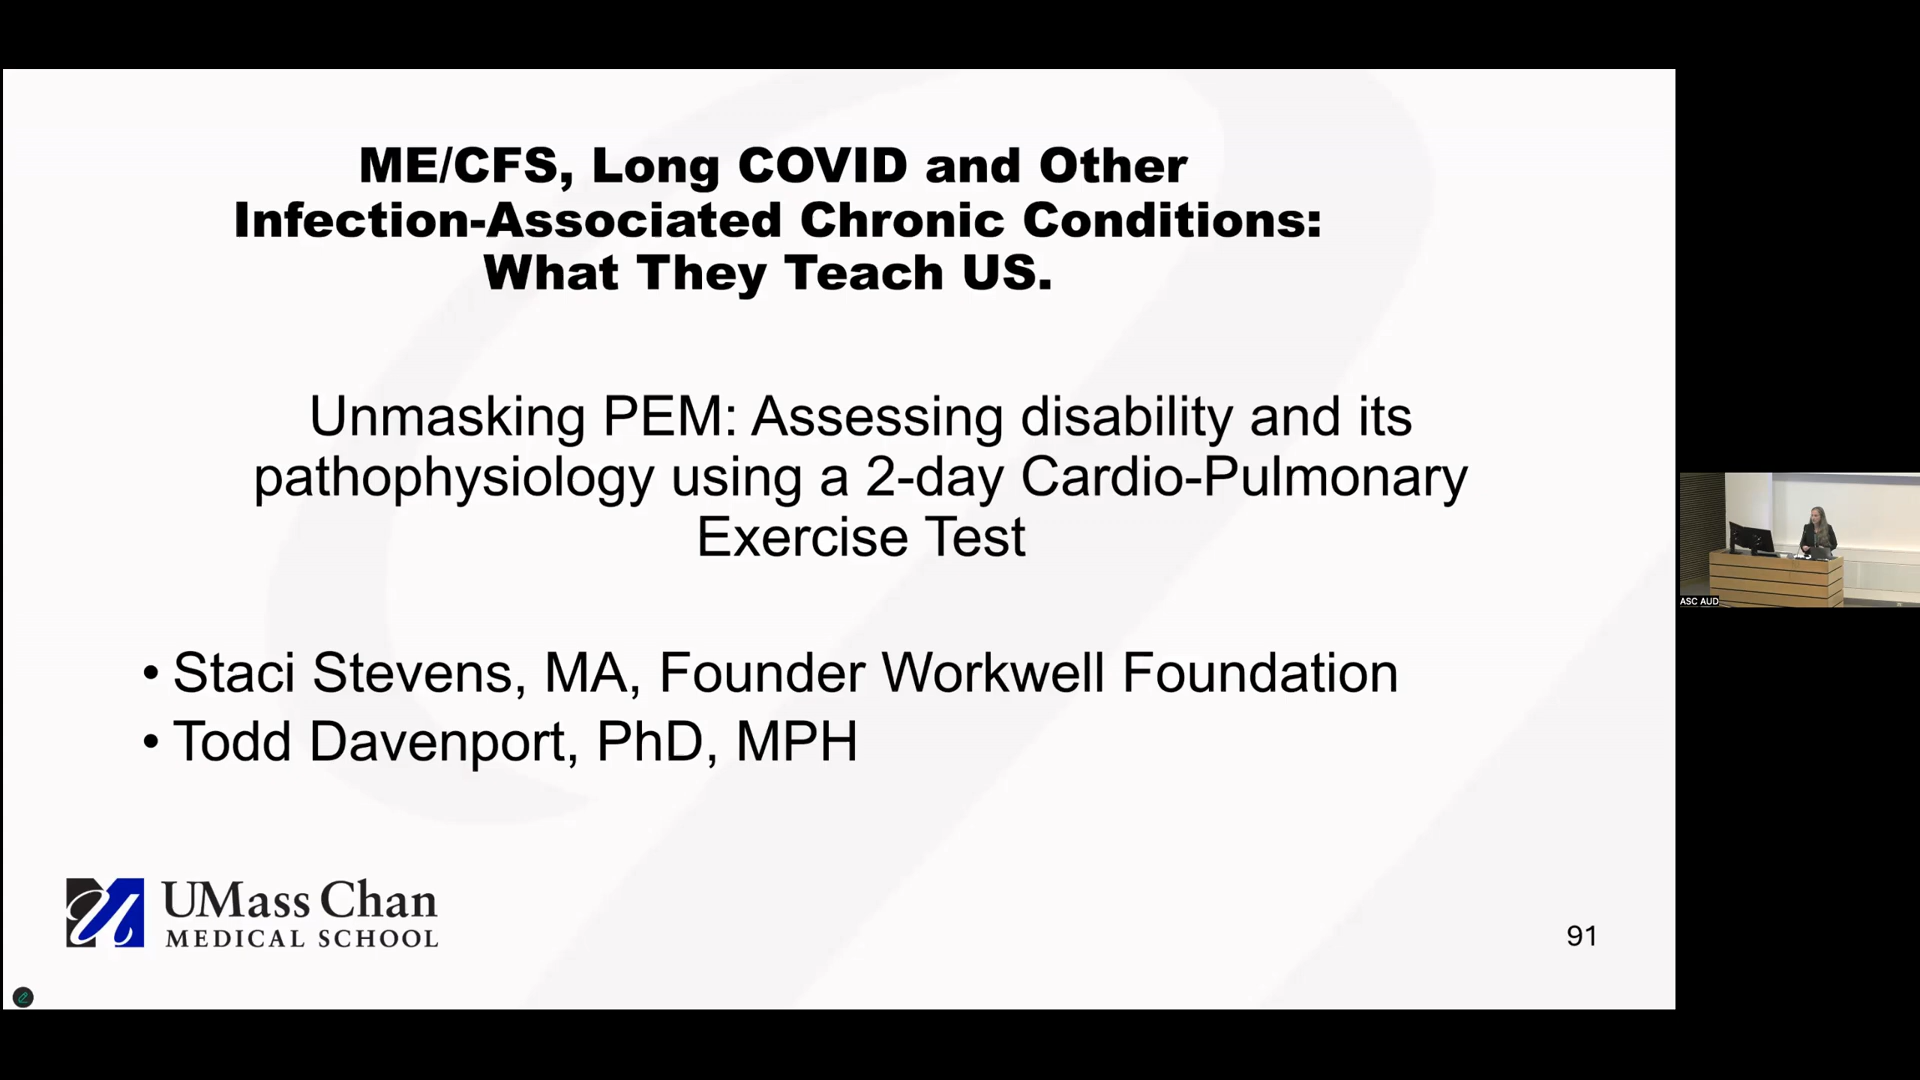 ME/CFS, Long COVID and Other
Infection-Associated Chronic Conditions:
What They Teach US.
Unmasking PEM: Assessing disability and its
pathophysiology using a 2-day Cardio-Pulmonary
Exercise Test
• Staci Stevens, MA, Founder Workwell Foundation
• Todd Davenport, PhD, MPH
UMass Chan
MEDICAL SCHOOL
91
ASC AUD